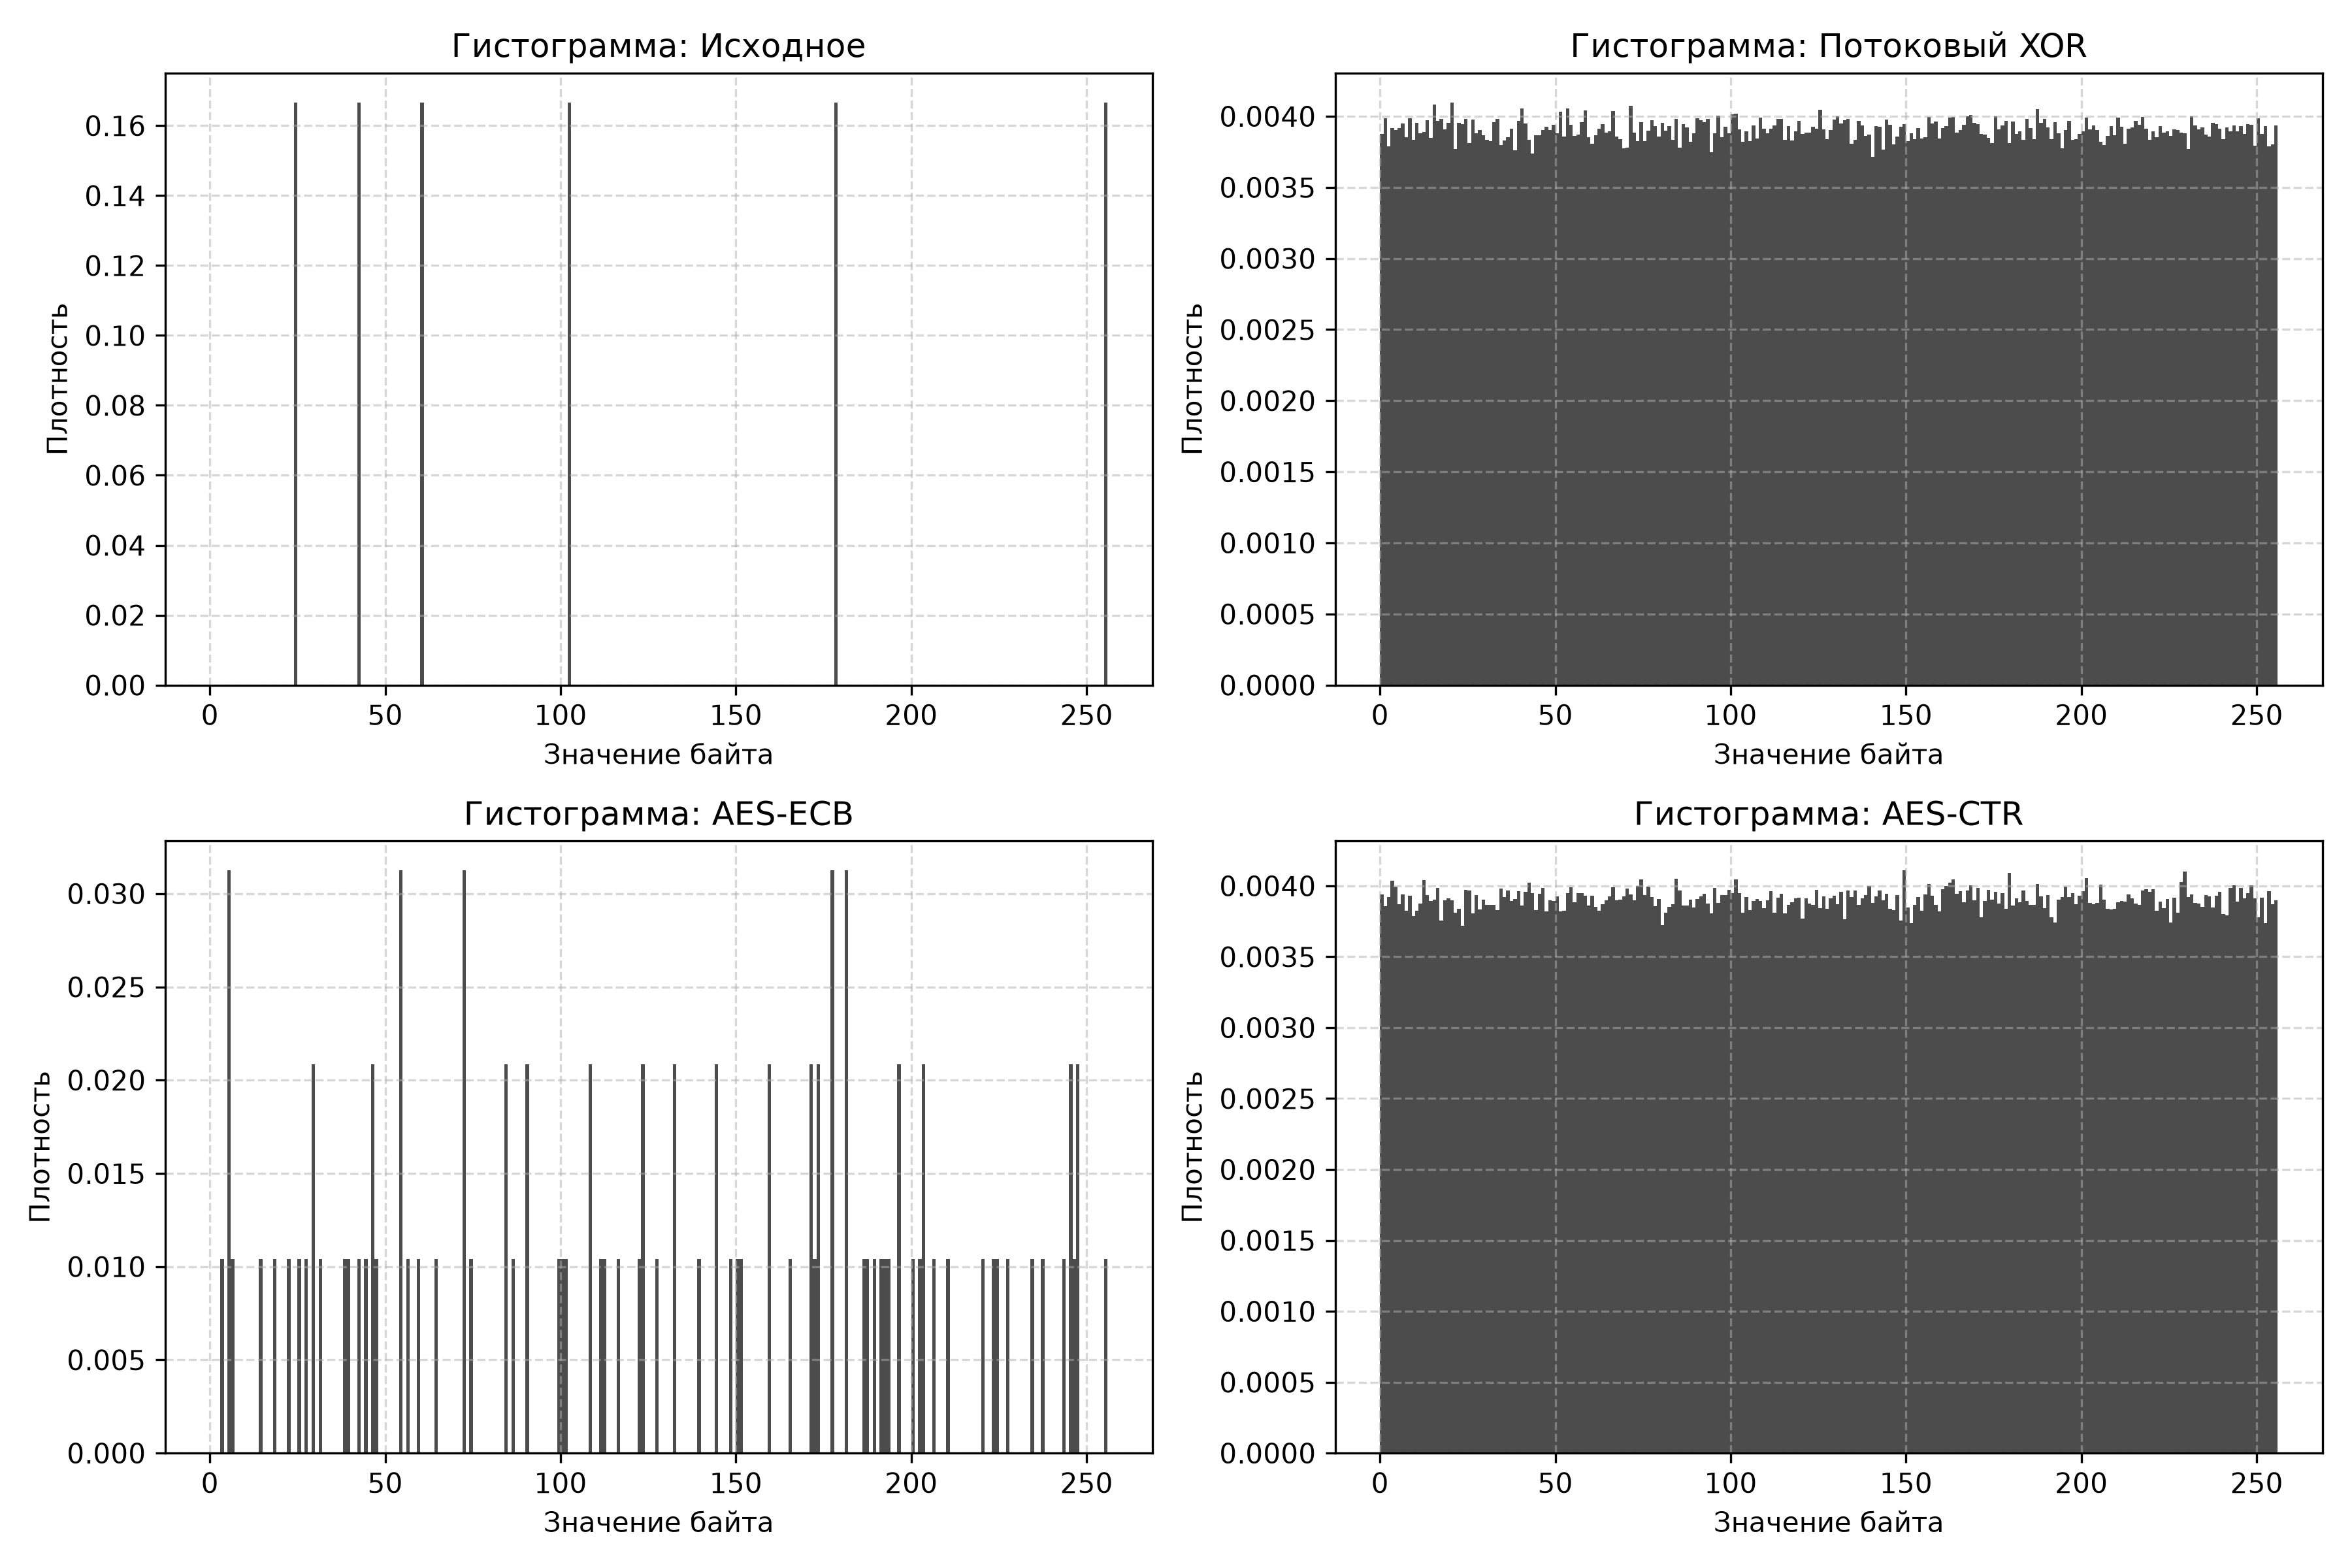 Гистограмма: Исходное
Плотность
0.16
0.14
0.12
0.10
0.08
0.06
0.04
0.02
0.00
0 50 100 150 200 250
Значение байта
Гистограмма: Потоковый XOR
Плотность
0.0040
0.0035
0.0030
0.0025
0.0020
0.0015
0.0010
0.0005
0.0000
0 50 100 150 200 250
Значение байта
Гистограмма: AES-ECB
Плотность
0.030
0.025
0.020
0.015
0.010
0.005
0.000
0 50 100 150 200 250
Значение байта
Гистограмма: AES-CTR
Плотность
0.0040
0.0035
0.0030
0.0025
0.0020
0.0015
0.0010
0.0005
0.0000
0 50 100 150 200 250
Значение байта